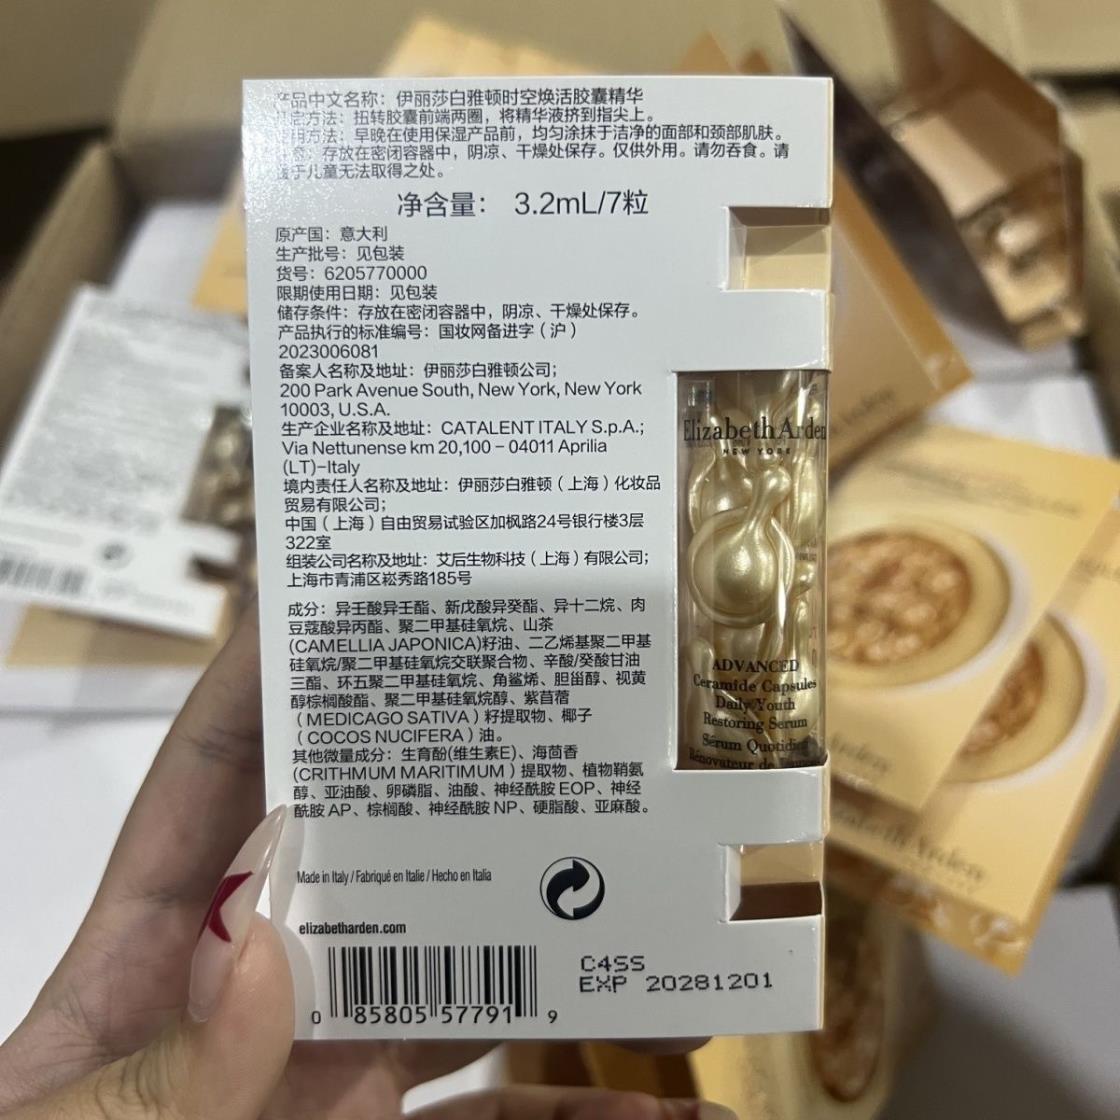 产品中文名称：伊丽莎白雅顿时空焕活胶囊精华
方法：扭转胶囊前端两圈，将精华液挤到指尖上。
使用方法：早晚在使用保湿产品前，均匀涂抹于洁净的面部和颈部肌肤。
存放在密闭容器中，阴凉、干燥处保存。仅供外用。请勿吞食。请
于儿童无法取得之处。
净含量： 3.2mL/7粒
原产国：意大利
生产批号：见包装
货号：6205770000
限期使用日期：见包装
储存条件：存放在密闭容器中，阴凉、干燥处保存。
产品执行的标准编号：国妆网备进字（沪）
2023006081
备案人名称及地址：伊丽莎白雅顿公司；
200 Park Avenue South, New York, New York
10003, U.S.A.
生产企业名称及地址：CATALENT ITALY S.p.A.;
Via Nettunense km 20,100 – 04011 Aprilia
(LT)–Italy
境内责任人名称及地址：伊丽莎白雅顿（上海）化妆品
贸易有限公司；
中国（上海）自由贸易试验区加枫路24号银行楼3层
322室
组装公司名称及地址：艾后生物科技（上海）有限公司；
上海市青浦区崧秀路185号
成分：异壬酸异壬酯、新戊酸异癸酯、异十二烷、肉
豆蔻酸异丙酯、聚二甲基硅氧烷、山茶
(CAMELLIA JAPONICA)籽油、二乙烯基聚二甲基
硅氧烷/聚二甲基硅氧烷交联聚合物、辛酸/癸酸甘油
三酯、环五聚二甲基硅氧烷、角鲨烯、胆甾醇、视黄
醇棕榈酸酯、聚二甲基硅氧烷醇、紫苜蓿
（MEDICAGO SATIVA）籽提取物、椰子
（COCOS NUCIFERA）油。
其他微量成分：生育酚(维生素E)、海茴香
(CRITHMUM MARITIMUM）提取物、植物鞘氨
醇、亚油酸、卵磷脂、油酸、神经酰胺 EOP、神经
酰胺 AP、棕榈酸、神经酰胺 NP、硬脂酸、亚麻酸。
Made in Italy / Fabriqué en Italie / Hecho en Italia
elizabetharden.com
0 85805 57791 9
C4SS
EXP 20281201
Elizabeth Arden
NEW YORK
ADVANCED
Ceramide Capsules
Daily Youth
Restoring Serum
Sérum Quotidien
Rénovateur de